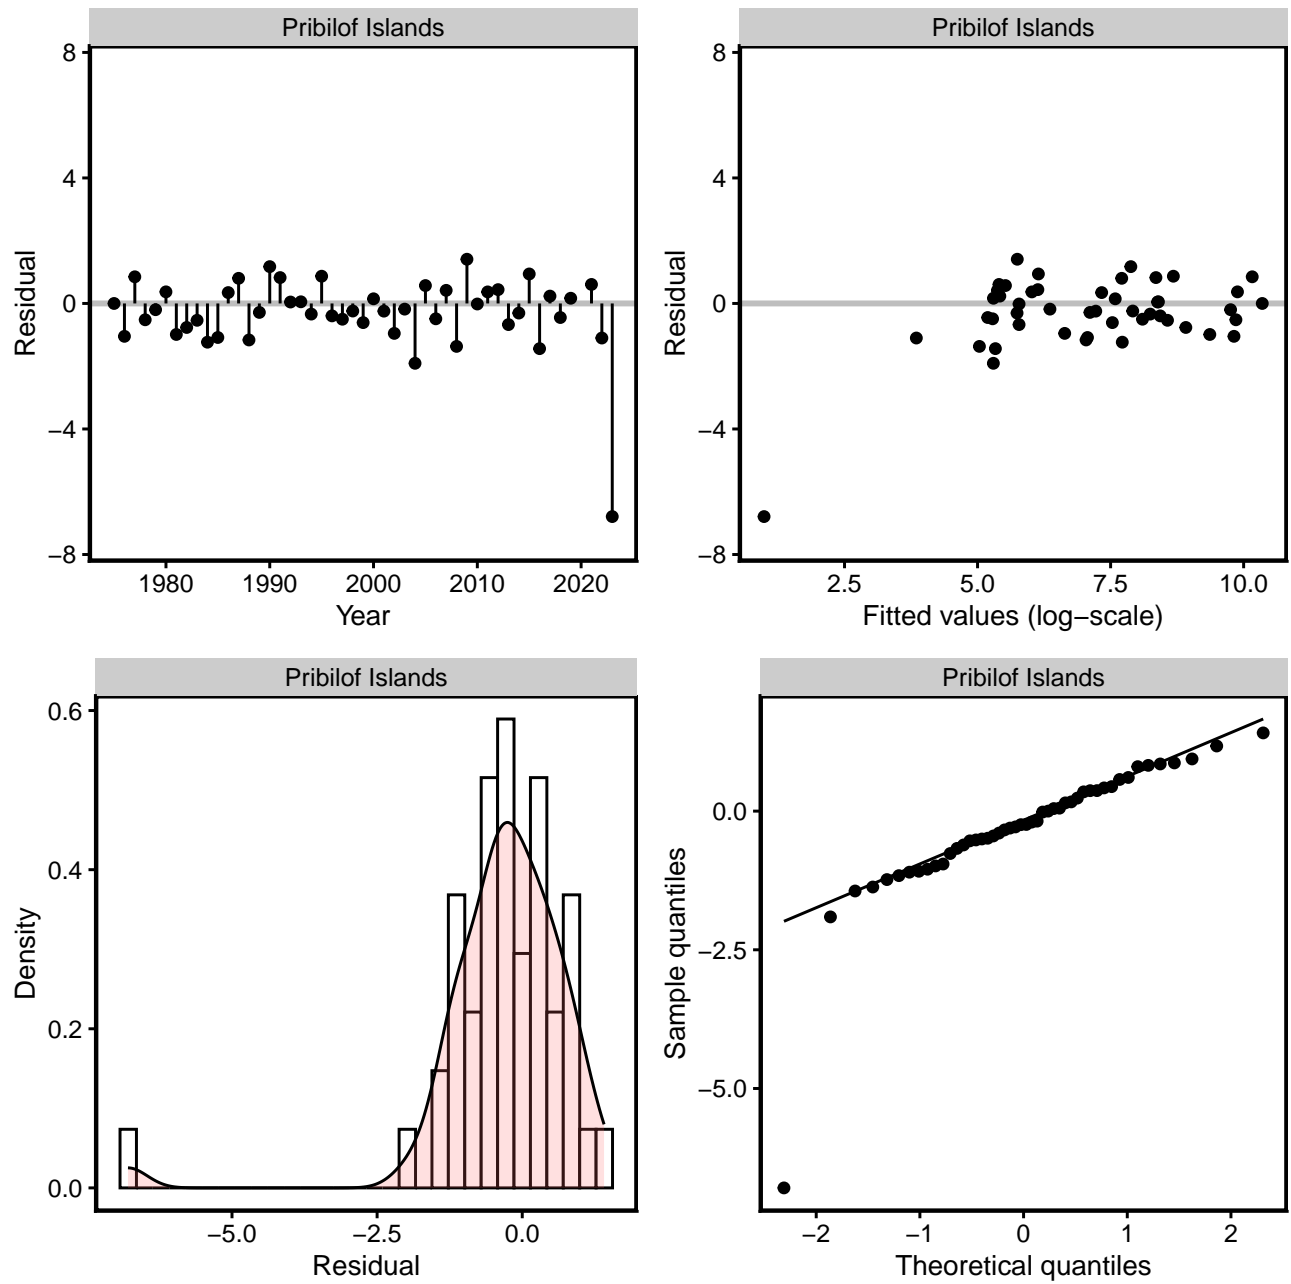 Pribilof Islands
8
4
0
−4
−8
Residual
1980 1990 2000 2010 2020
Year
Pribilof Islands
8
4
0
−4
−8
Residual
2.5 5.0 7.5 10.0
Fitted values (log−scale)
Pribilof Islands
0.6
0.4
0.2
0.0
Density
−5.0 −2.5 0.0
Residual
Pribilof Islands
0.0
−2.5
−5.0
Sample quantiles
−2 −1 0 1 2
Theoretical quantiles